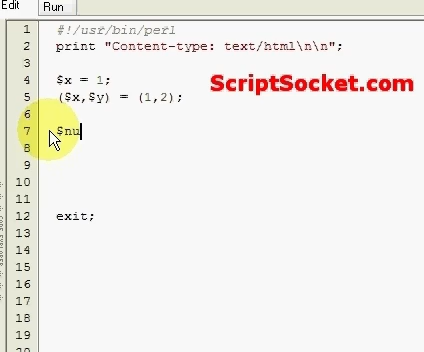 Edit Run
1 #!/usr/bin/perl
2 print "Content-type: text/html\n\n";
3
4 $x = 1;
ScriptSocket.com
5 ($x,$y) = (1,2);
6
7 $nu
8
9
10
11
12 exit;
13
14
15
16
17
18
19
20